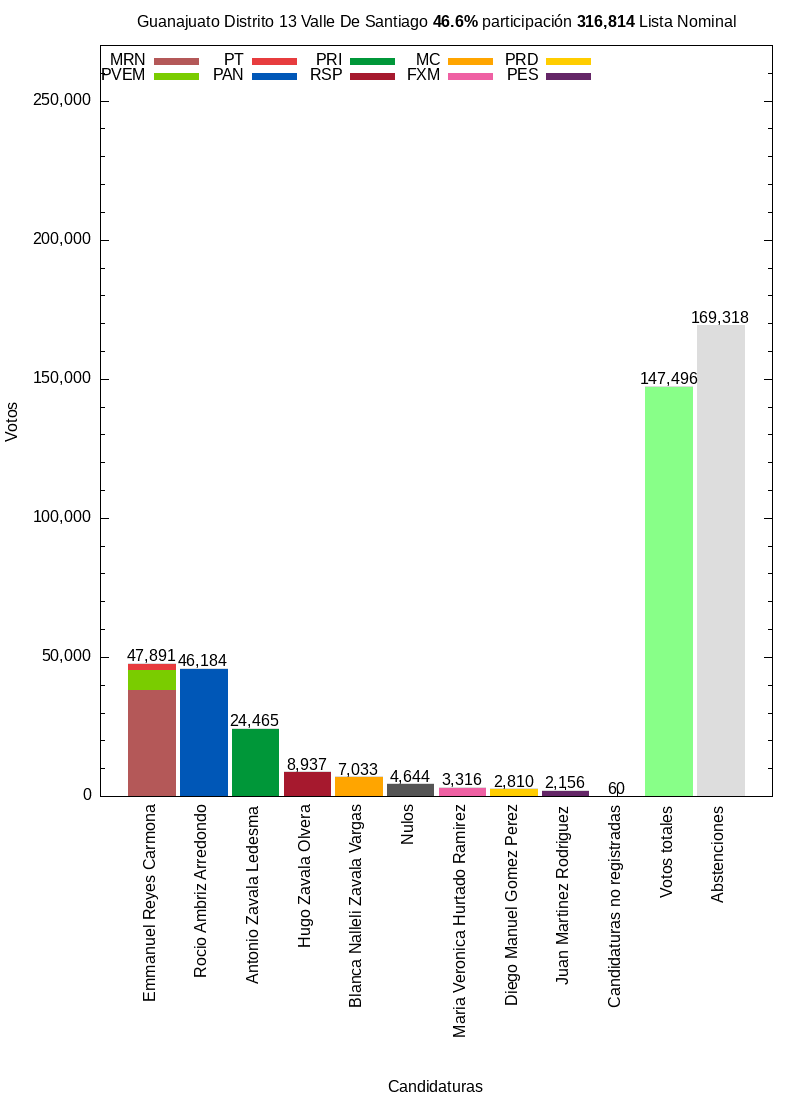 Guanajuato Distrito 13 Valle De Santiago 46.6% participación 316,814 Lista Nominal
MRN PT PRI MC PRD
PVEM PAN RSP FXM PES
250,000
200,000
150,000
100,000
50,000
0
Votos
47,891
46,184
24,465
8,937
7,033
4,644
3,316
2,810
2,156
60
147,496
169,318
Emmanuel Reyes Carmona
Rocio Ambriz Arredondo
Antonio Zavala Ledesma
Hugo Zavala Olvera
Blanca Nalleli Zavala Vargas
Nulos
Maria Veronica Hurtado Ramirez
Diego Manuel Gomez Perez
Juan Martinez Rodriguez
Candidaturas no registradas
Votos totales
Abstenciones
Candidaturas